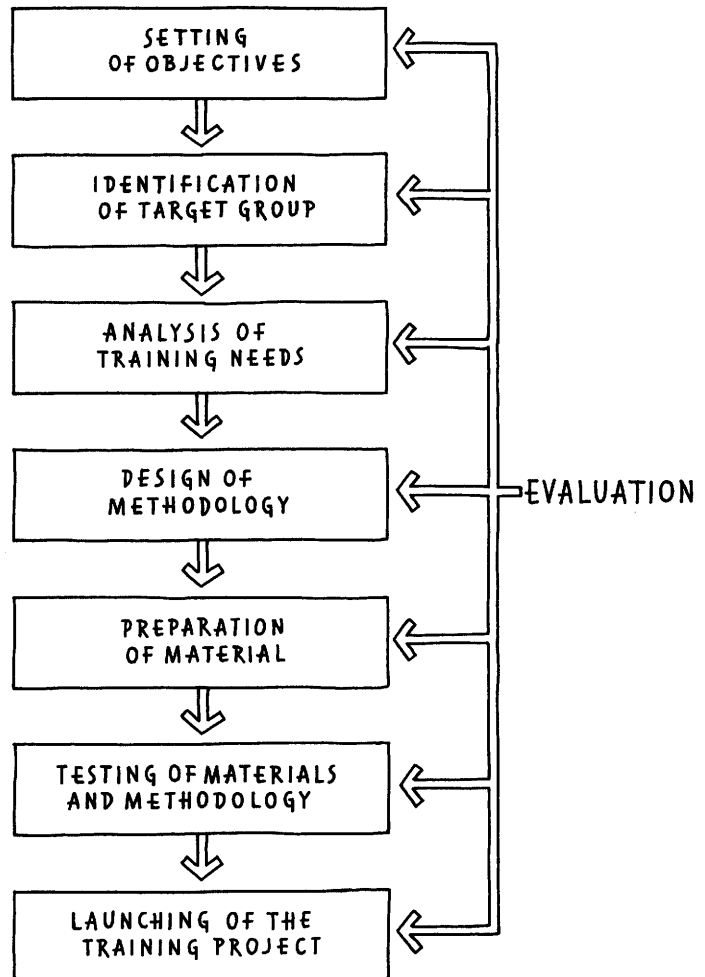 SETTING
OF OBJECTIVES
IDENTIFICATION
OF TARGET GROUP
ANALYSIS OF
TRAINING NEEDS
DESIGN OF
METHODOLOGY
EVALUATION
PREPARATION
OF MATERIAL
TESTING OF MATERIALS
AND METHODOLOGY
LAUNCHING OF THE
TRAINING PROJECT